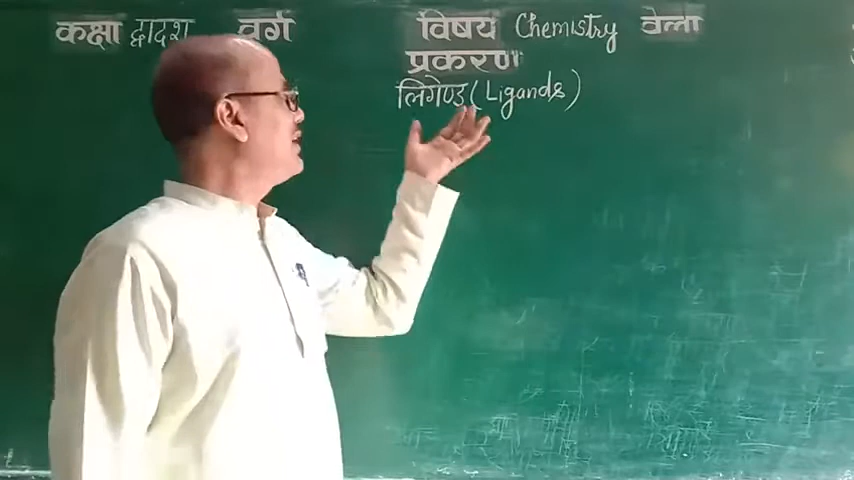 कक्षा द्वादश वर्ग विषय Chemistry वेला
प्रकरण
लिगेण्ड (Ligands)